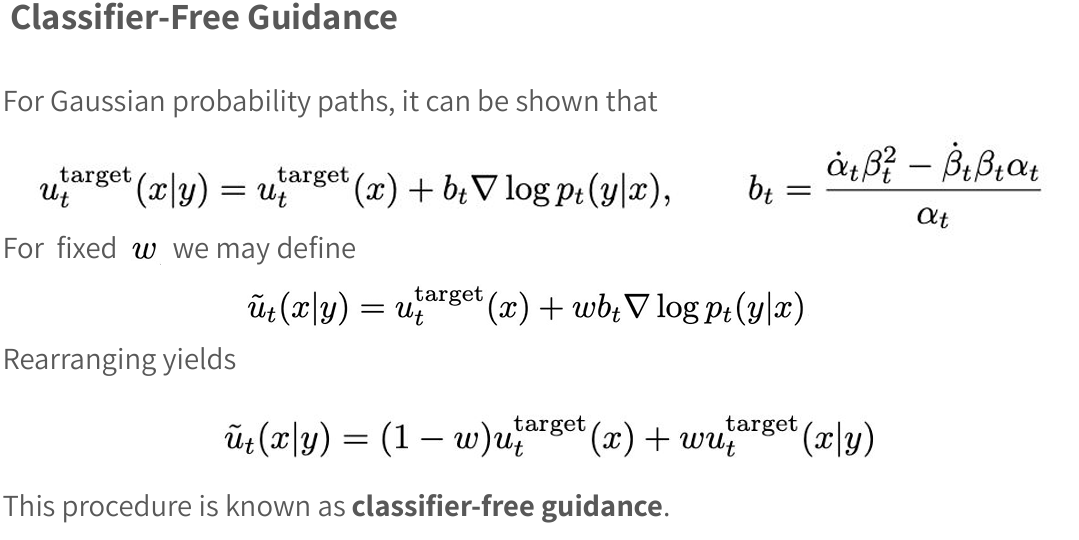 Classifier-Free Guidance
For Gaussian probability paths, it can be shown that
$u_t^{\text{target}}(x|y) = u_t^{\text{target}}(x) + b_t \nabla \log p_t(y|x), \qquad b_t = \frac{\dot{\alpha}_t \beta_t^2 - \dot{\beta}_t \beta_t \alpha_t}{\alpha_t}$
For fixed $w$ we may define
$\tilde{u}_t(x|y) = u_t^{\text{target}}(x) + w b_t \nabla \log p_t(y|x)$
Rearranging yields
$\tilde{u}_t(x|y) = (1 - w) u_t^{\text{target}}(x) + w u_t^{\text{target}}(x|y)$
This procedure is known as classifier-free guidance.